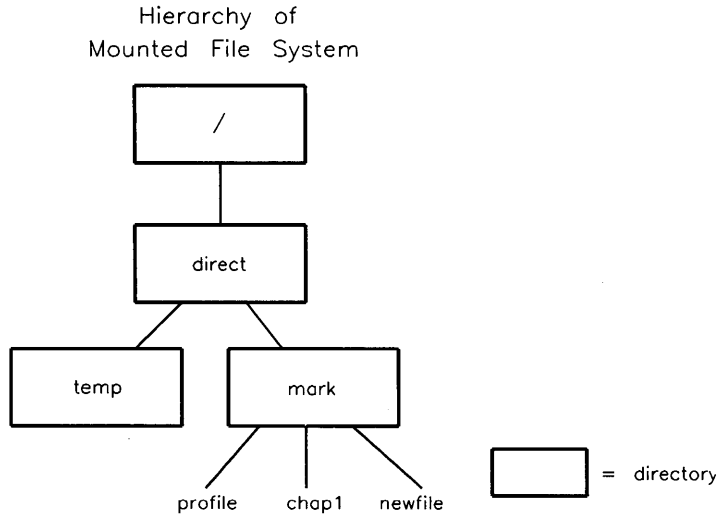 Hierarchy of
Mounted File System
/
direct
temp
mark
profile
chap1
newfile
= directory